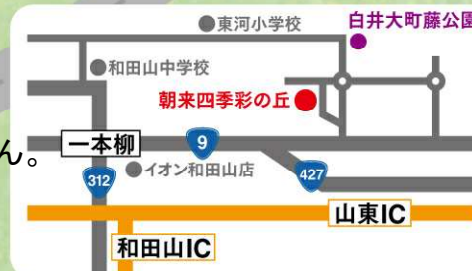 東河小学校
白井大町藤公園
和田山中学校
朝来四季彩の丘
ん。
一本柳
9
イオン和田山店
312
427
山東IC
和田山IC